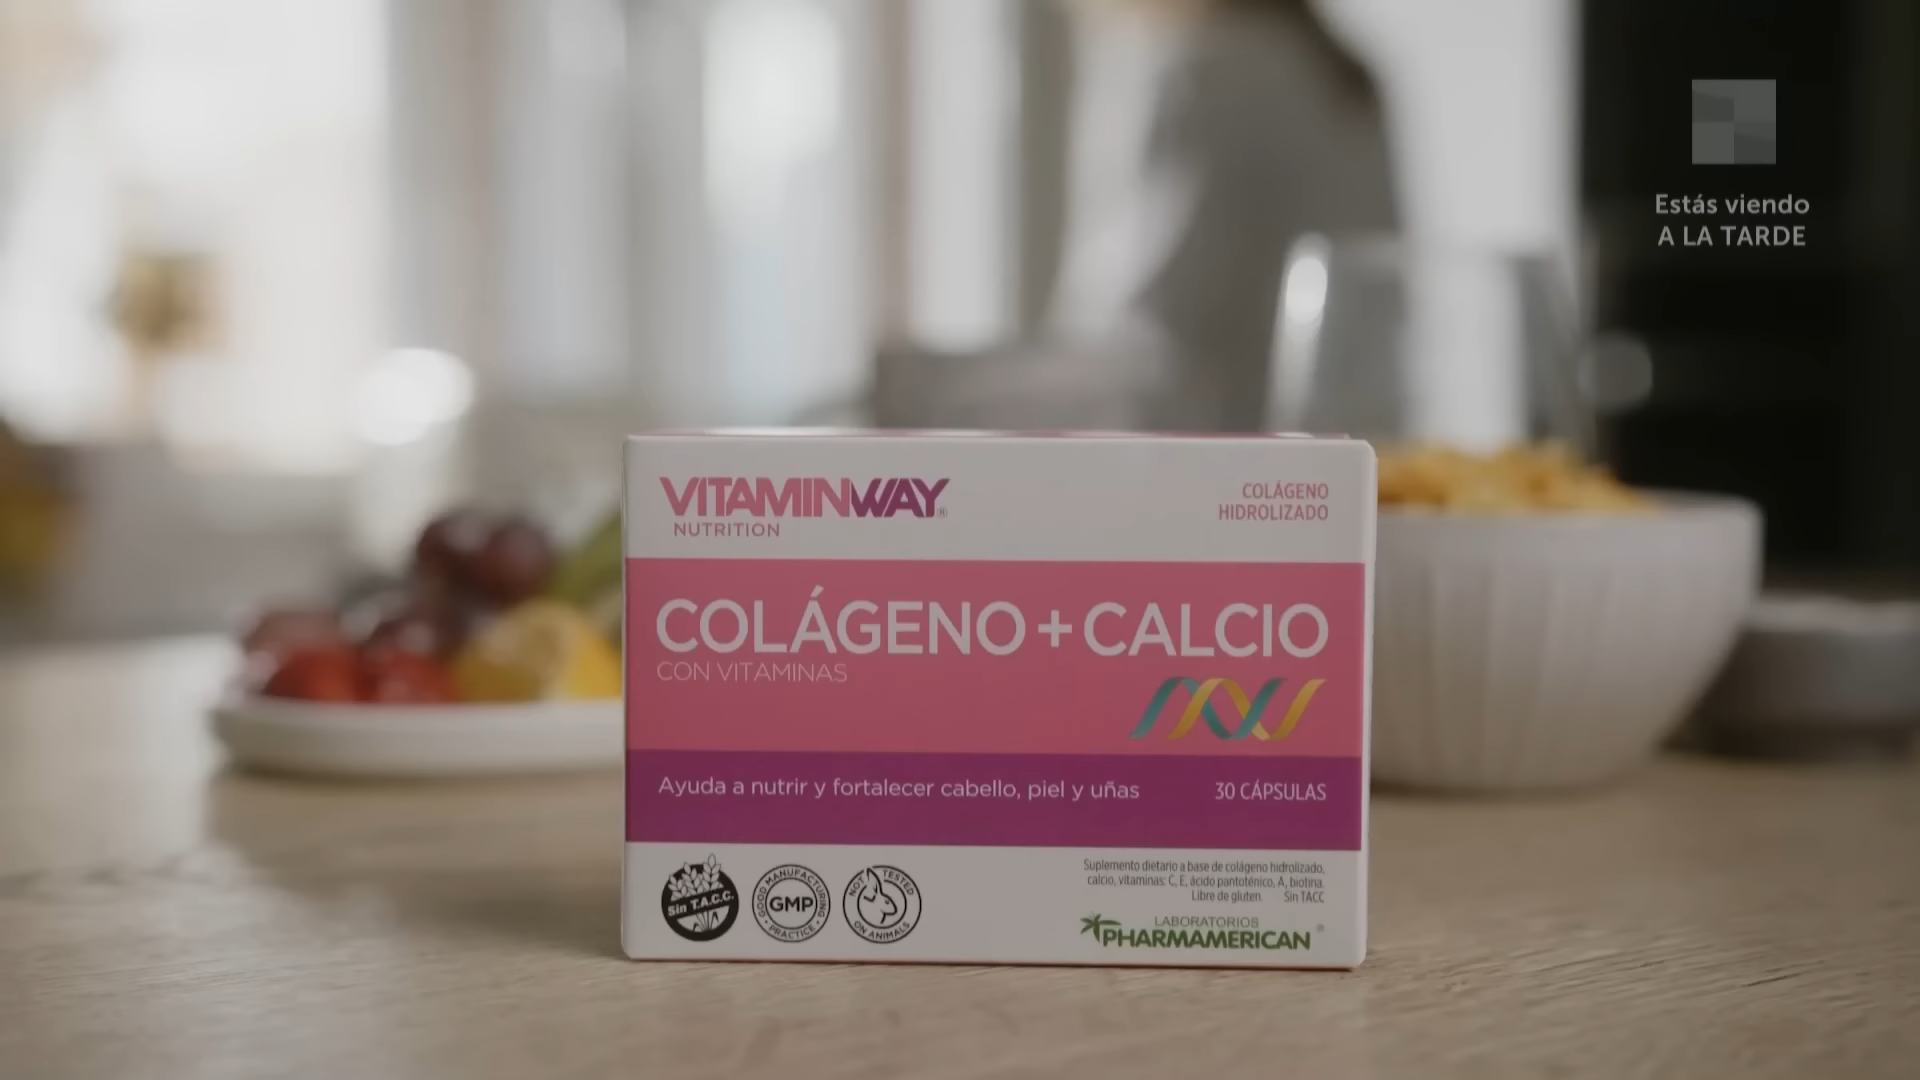 Estás viendo
A LA TARDE
VITAMINWAY®
NUTRITION
COLÁGENO
HIDROLIZADO
COLÁGENO + CALCIO
CON VITAMINAS
Ayuda a nutrir y fortalecer cabello, piel y uñas
30 CÁPSULAS
Sin T.A.C.C.
GOOD MANUFACTURING
GMP
PRACTICE
NOT TESTED
ON ANIMALS
Suplemento dietario a base de colágeno hidrolizado,
calcio, vitaminas: C, E, ácido pantoténico, A, biotina.
Libre de gluten. Sin TACC
LABORATORIOS
PHARMAMERICAN®